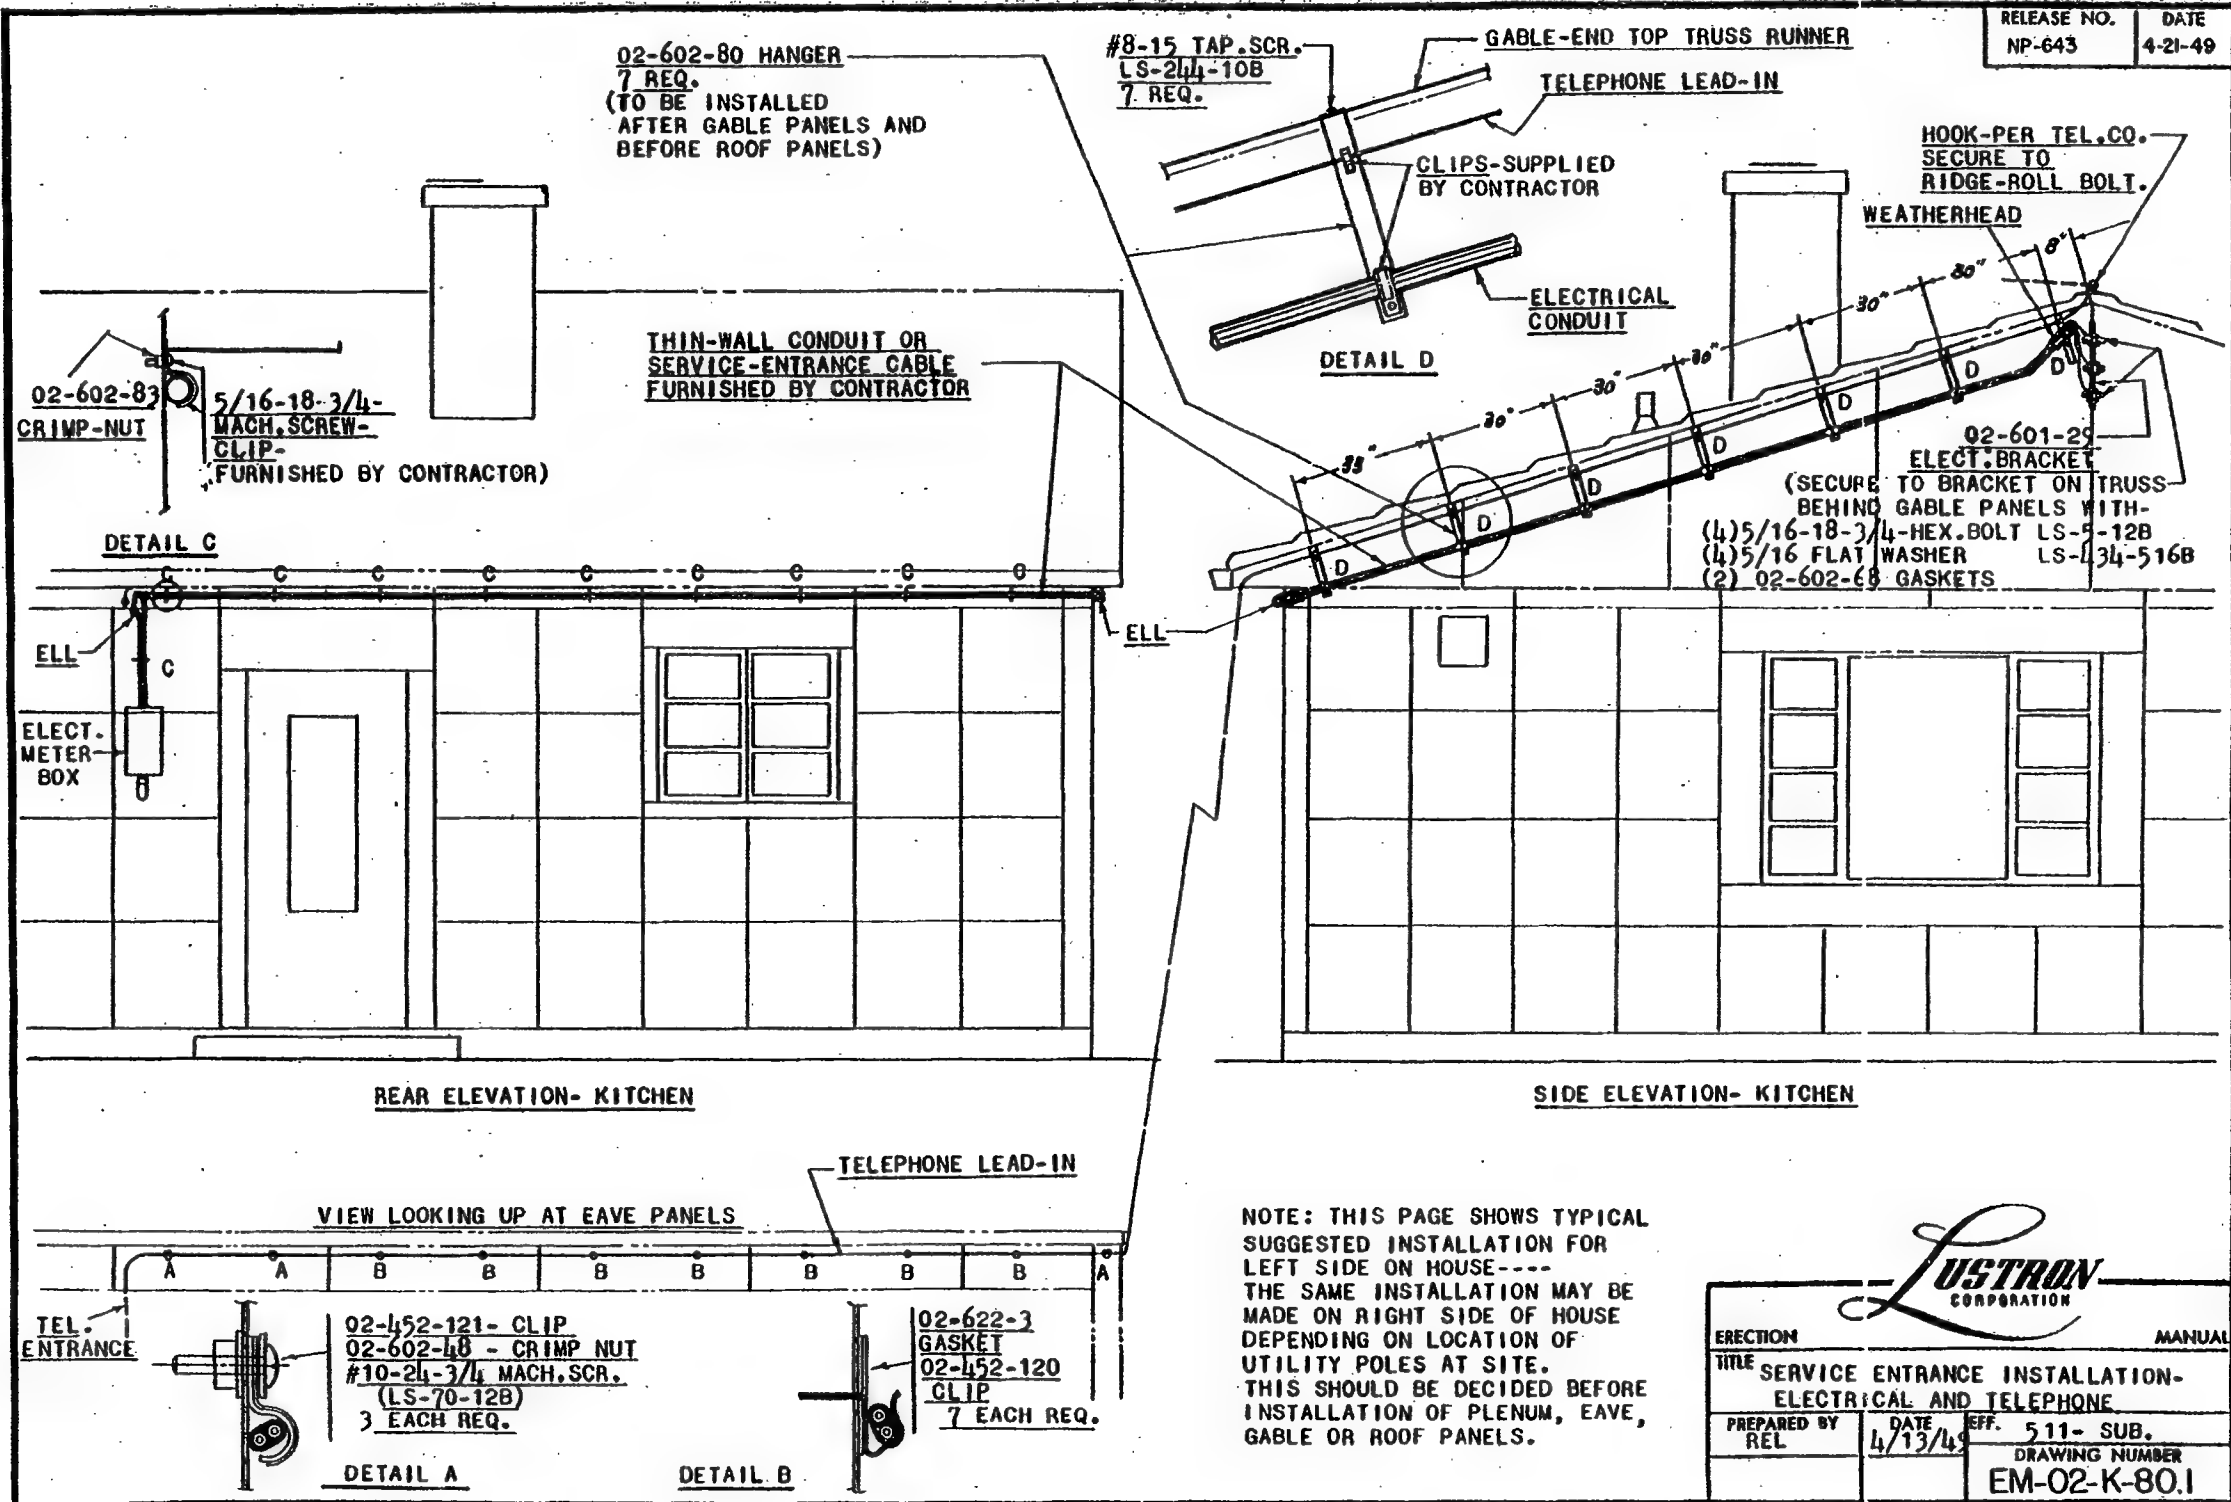 RELEASE NO.
NP-643
DATE
4-21-49
02-602-80 HANGER
7 REQ.
(TO BE INSTALLED
AFTER GABLE PANELS AND
BEFORE ROOF PANELS)
#8-15 TAP.SCR.
LS-244-10B
7 REQ.
GABLE-END TOP TRUSS RUNNER
TELEPHONE LEAD-IN
CLIPS-SUPPLIED
BY CONTRACTOR
ELECTRICAL
CONDUIT
DETAIL D
HOOK-PER TEL.CO.
SECURE TO
RIDGE-ROLL BOLT.
WEATHERHEAD
8"
30"
30"
30"
30"
30"
33"
D
D
D
D
D
D
D
02-602-83
CRIMP-NUT
5/16-18-3/4-
MACH.SCREW-
CLIP-
FURNISHED BY CONTRACTOR)
DETAIL C
THIN-WALL CONDUIT OR
SERVICE-ENTRANCE CABLE
FURNISHED BY CONTRACTOR
02-601-29
ELECT.BRACKET
(SECURE TO BRACKET ON TRUSS
BEHIND GABLE PANELS WITH-
(4)5/16-18-3/4-HEX.BOLT LS-5-12B
(4)5/16 FLAT WASHER LS-434-516B
(2) 02-602-68 GASKETS
C C C C C C C C C
ELL
C
ELL
ELECT.
METER
BOX
REAR ELEVATION- KITCHEN
SIDE ELEVATION- KITCHEN
TELEPHONE LEAD-IN
VIEW LOOKING UP AT EAVE PANELS
A A B B B B B B B A
TEL.
ENTRANCE
02-452-121- CLIP
02-602-48 - CRIMP NUT
#10-24-3/4 MACH.SCR.
(LS-70-12B)
3 EACH REQ.
DETAIL A
02-622-3
GASKET
02-452-120
CLIP
7 EACH REQ.
DETAIL B
NOTE: THIS PAGE SHOWS TYPICAL
SUGGESTED INSTALLATION FOR
LEFT SIDE ON HOUSE----
THE SAME INSTALLATION MAY BE
MADE ON RIGHT SIDE OF HOUSE
DEPENDING ON LOCATION OF
UTILITY POLES AT SITE.
THIS SHOULD BE DECIDED BEFORE
INSTALLATION OF PLENUM, EAVE,
GABLE OR ROOF PANELS.
LUSTRON
CORPORATION
ERECTION MANUAL
TITLE SERVICE ENTRANCE INSTALLATION-
ELECTRICAL AND TELEPHONE
PREPARED BY
REL
DATE
4/13/49
EFF. 511- SUB.
DRAWING NUMBER
EM-02-K-80.1